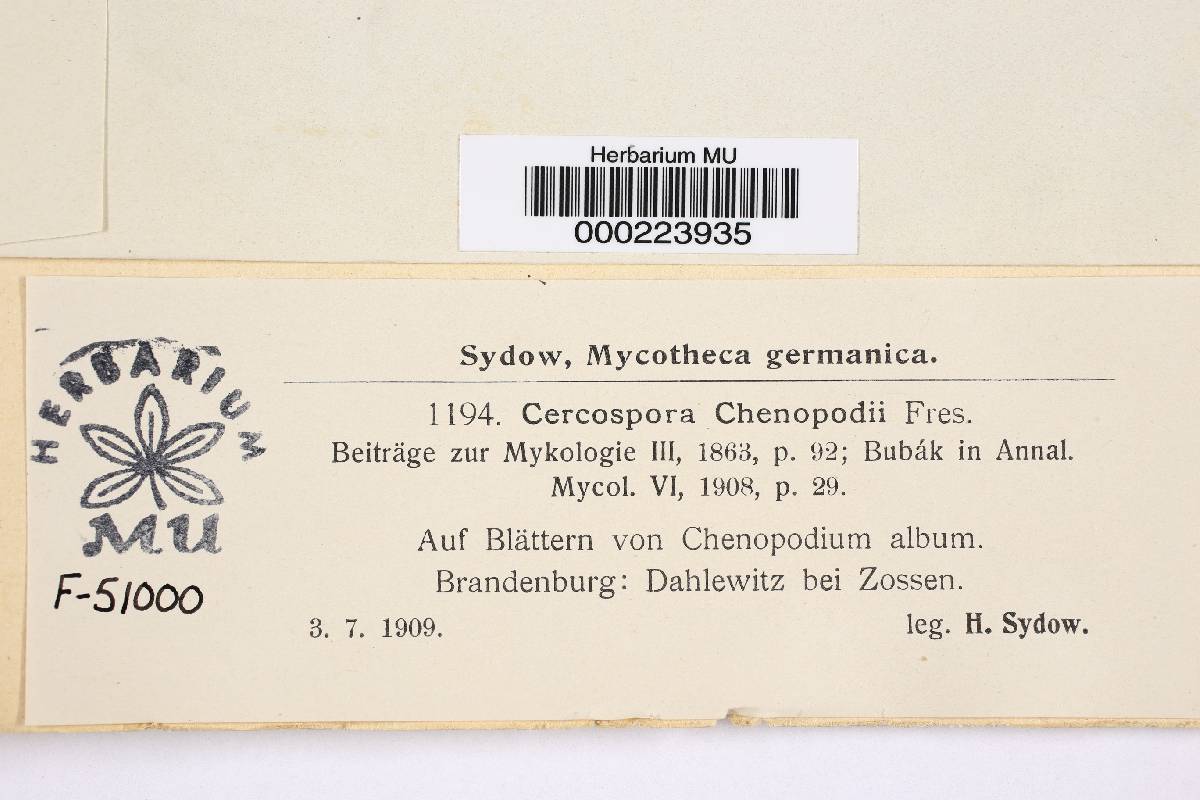 Herbarium MU
000223935
HERBARIUM
MU
F-51000
Sydow, Mycotheca germanica.
1194. Cercospora Chenopodii Fres.
Beiträge zur Mykologie III, 1863, p. 92; Bubák in Annal.
Mycol. VI, 1908, p. 29.
Auf Blättern von Chenopodium album.
Brandenburg: Dahlewitz bei Zossen.
3. 7. 1909. leg. H. Sydow.